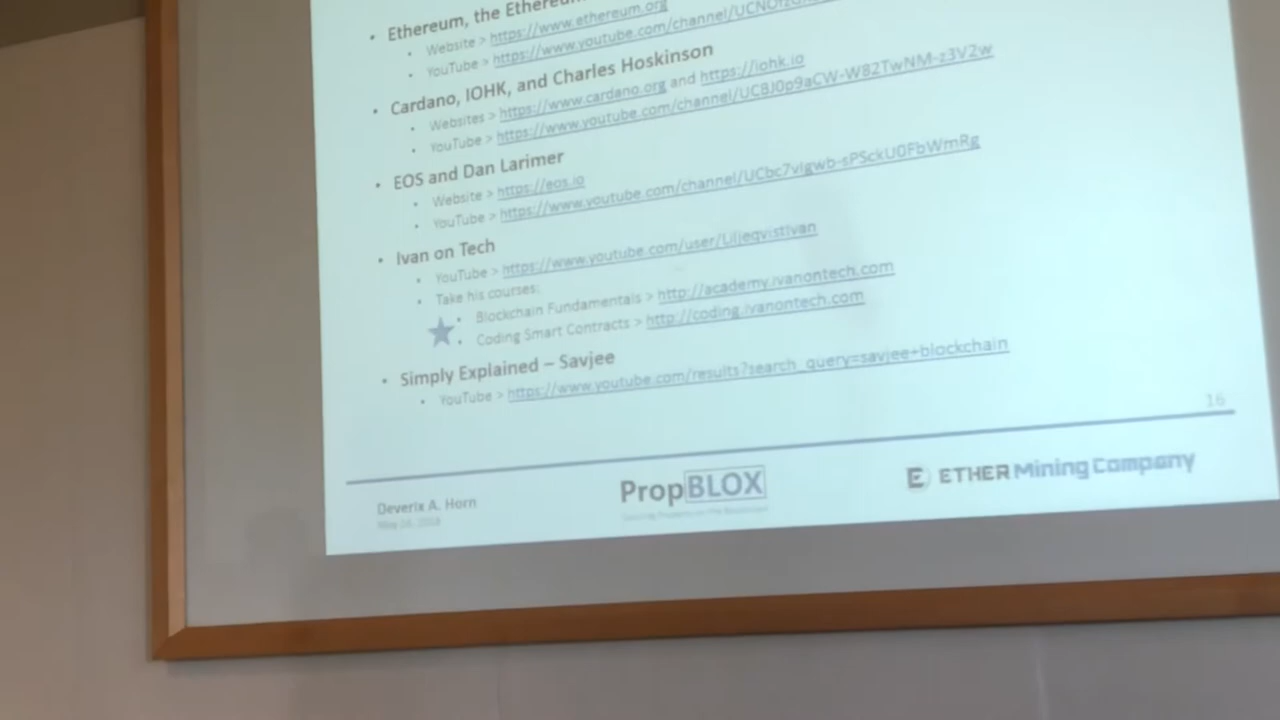 • Ethereum, the Ethereum
• Website > https://www.ethereum.org
• YouTube > https://www.youtube.com/channel/
• Cardano, IOHK, and Charles Hoskinson
• Websites > https://www.cardano.org and https://iohk.io
• YouTube > https://www.youtube.com/channel/UCBJ0p9aCW-W82TwNM-z3V2w
• EOS and Dan Larimer
• Website > https://eos.io
• YouTube > https://www.youtube.com/channel/UCbc7vIgwb-sPSckU0FbWmRg
• Ivan on Tech
• YouTube > https://www.youtube.com/user/LiljeqvistIvan
• Take his courses:
• Blockchain Fundamentals > http://academy.ivanontech.com
• Coding Smart Contracts > http://coding.ivanontech.com
• Simply Explained – Savjee
• YouTube > https://www.youtube.com/results?search_query=savjee+blockchain
16
Deverix A. Horn
PropBLOX
E ETHER Mining Company